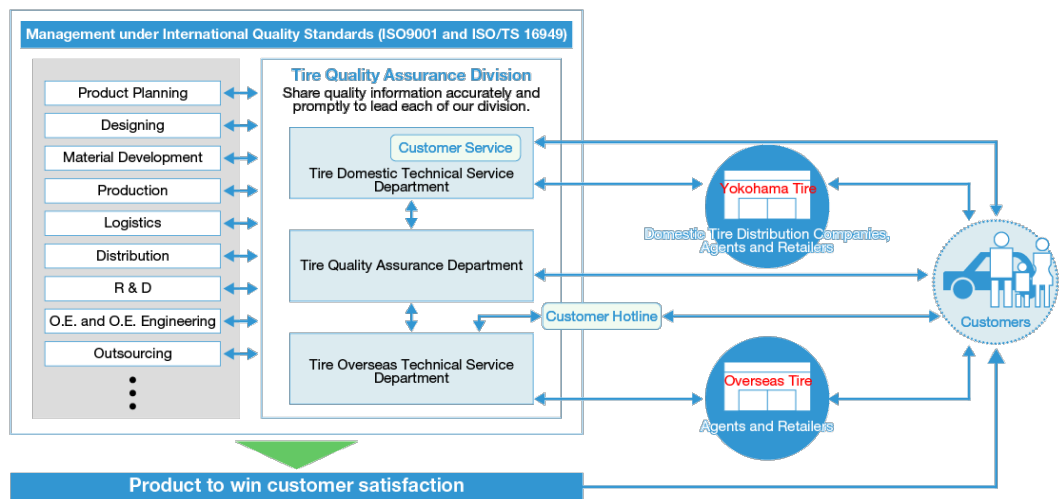 Management under International Quality Standards (ISO9001 and ISO/TS 16949)
Product Planning
Designing
Material Development
Production
Logistics
Distribution
R & D
O.E. and O.E. Engineering
Outsourcing
Tire Quality Assurance Division
Share quality information accurately and
promptly to lead each of our division.
Customer Service
Tire Domestic Technical Service
Department
Tire Quality Assurance Department
Tire Overseas Technical Service
Department
Customer Hotline
Yokohama Tire
Domestic Tire Distribution Companies,
Agents and Retailers
Overseas Tire
Agents and Retailers
Customers
Product to win customer satisfaction